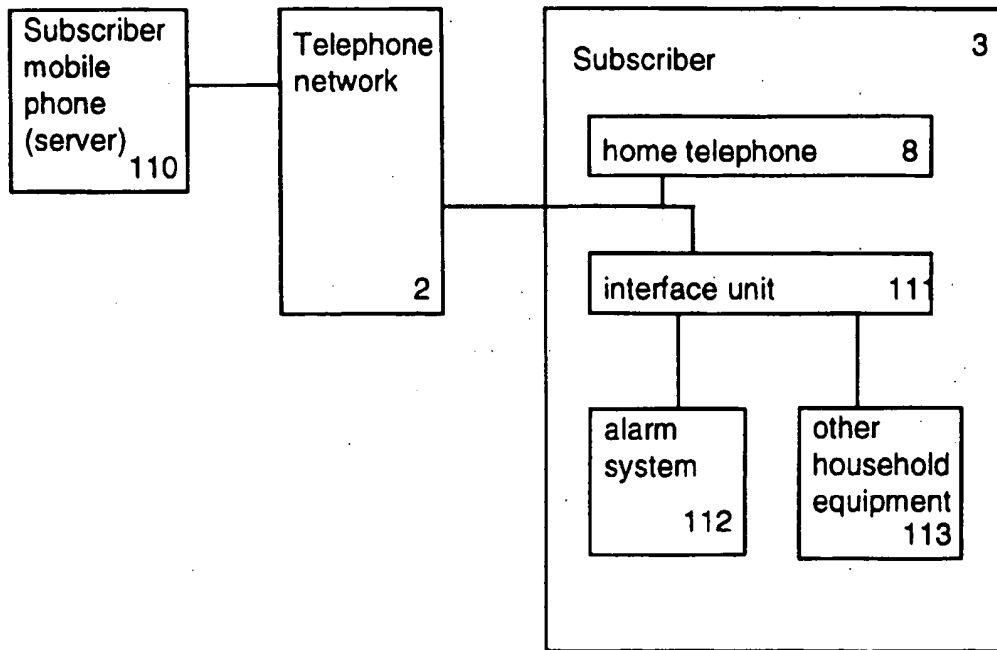 Subscriber
mobile
phone
(server)
110
Telephone
network
2
3
Subscriber
home telephone 8
interface unit 111
alarm
system
112
other
household
equipment
113